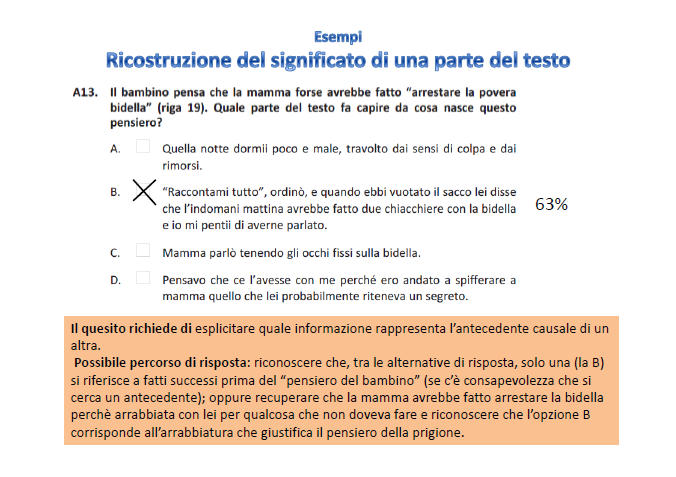 Esempi
Ricostruzione del significato di una parte del testo
A13. Il bambino pensa che la mamma forse avrebbe fatto “arrestare la povera
bidella” (riga 19). Quale parte del testo fa capire da cosa nasce questo
pensiero?
A. Quella notte dormii poco e male, travolto dai sensi di colpa e dai
rimorsi.
B. “Raccontami tutto”, ordinò, e quando ebbi vuotato il sacco lei disse
che l’indomani mattina avrebbe fatto due chiacchiere con la bidella
e io mi pentii di averne parlato.
63%
C. Mamma parlò tenendo gli occhi fissi sulla bidella.
D. Pensavo che ce l’avesse con me perché ero andato a spifferare a
mamma quello che lei probabilmente riteneva un segreto.
Il quesito richiede di esplicitare quale informazione rappresenta l’antecedente causale di un
altra.
Possibile percorso di risposta: riconoscere che, tra le alternative di risposta, solo una (la B)
si riferisce a fatti successi prima del “pensiero del bambino” (se c’è consapevolezza che si
cerca un antecedente); oppure recuperare che la mamma avrebbe fatto arrestare la bidella
perchè arrabbiata con lei per qualcosa che non doveva fare e riconoscere che l’opzione B
corrisponde all’arrabbiatura che giustifica il pensiero della prigione.